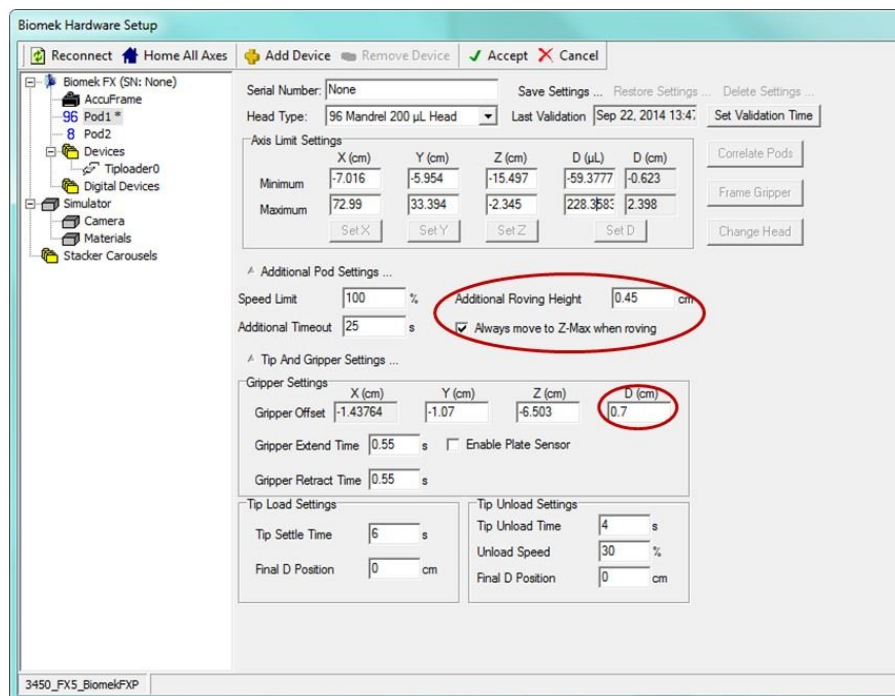 Biomek Hardware Setup
Reconnect Home All Axes Add Device Remove Device Accept Cancel
Biomek FX (SN: None)
AccuFrame
96 Pod1 *
8 Pod2
Devices
Tiploader0
Digital Devices
Simulator
Camera
Materials
Stacker Carousels
Serial Number: None Save Settings ... Restore Settings ... Delete Settings ...
Head Type: 96 Mandrel 200 µL Head Last Validation Sep 22, 2014 13:47 Set Validation Time
Axis Limit Settings
X (cm) Y (cm) Z (cm) D (µL) D (cm)
Minimum -7.016 -5.954 -15.497 -59.3777 -0.623
Maximum 72.99 33.394 -2.345 228.3583 2.398
Set X Set Y Set Z Set D
Correlate Pods
Frame Gripper
Change Head
Additional Pod Settings ...
Speed Limit 100 % Additional Roving Height 0.45 cm
Additional Timeout 25 s Always move to Z-Max when roving
Tip And Gripper Settings ...
Gripper Settings
X (cm) Y (cm) Z (cm) D (cm)
Gripper Offset -1.43764 -1.07 -6.503 0.7
Gripper Extend Time 0.55 s Enable Plate Sensor
Gripper Retract Time 0.55 s
Tip Load Settings
Tip Settle Time 6 s
Final D Position 0 cm
Tip Unload Settings
Tip Unload Time 4 s
Unload Speed 30 %
Final D Position 0 cm
3450_FX5_BiomekFXP